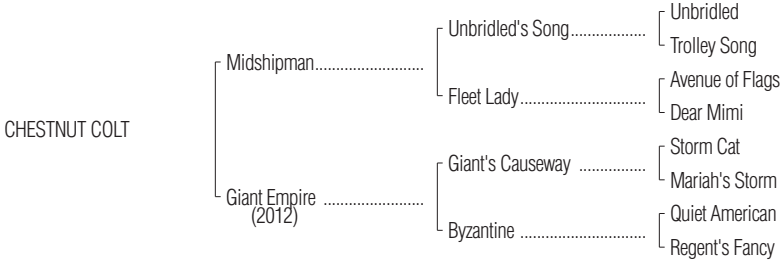 Unbridled
Unbridled's Song..................
Trolley Song
Midshipman..........................
Avenue of Flags
Fleet Lady..............................
Dear Mimi
CHESTNUT COLT
Storm Cat
Giant's Causeway ................
Mariah's Storm
Giant Empire ........................
(2012)
Quiet American
Byzantine ..............................
Regent's Fancy